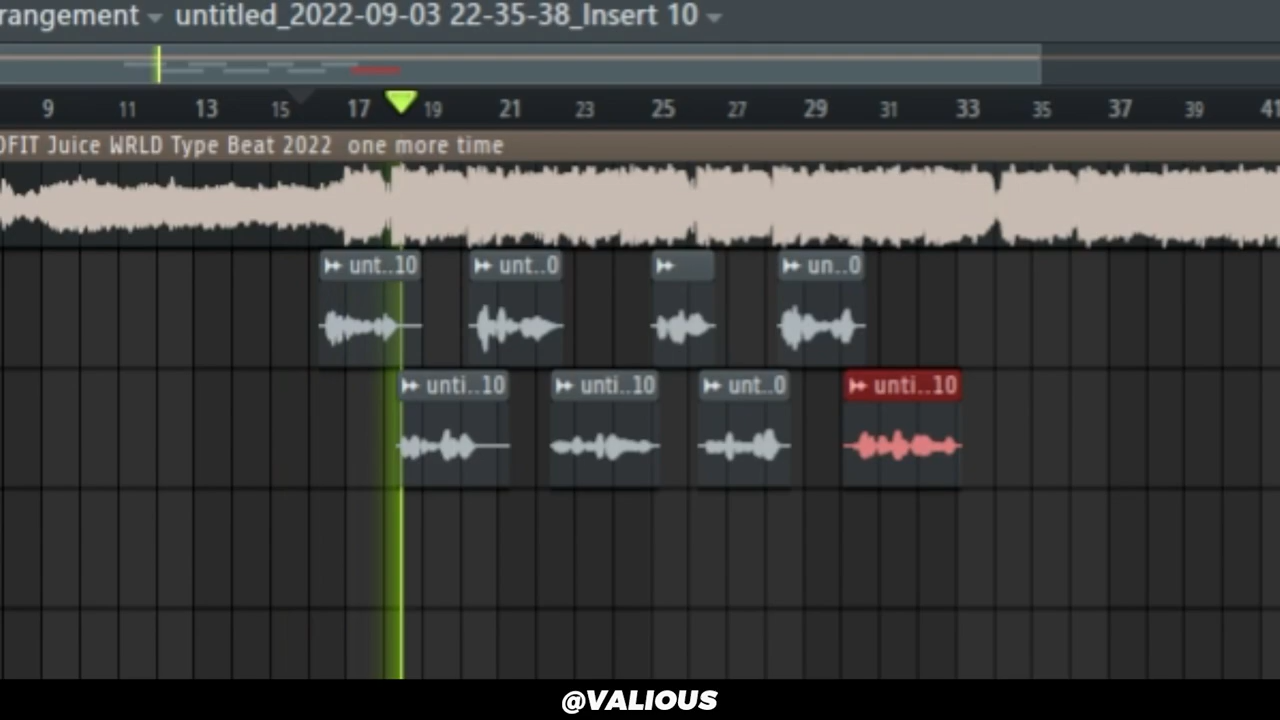 rangement untitled_2022-09-03 22-35-38_Insert 10
9 11 13 15 17 19 21 23 25 27 29 31 33 35 37 39 41
OFIT Juice WRLD Type Beat 2022 one more time
unt..10 unt..0 un..0
unti..10 unti..10 unt..0 unti..10
@VALIOUS